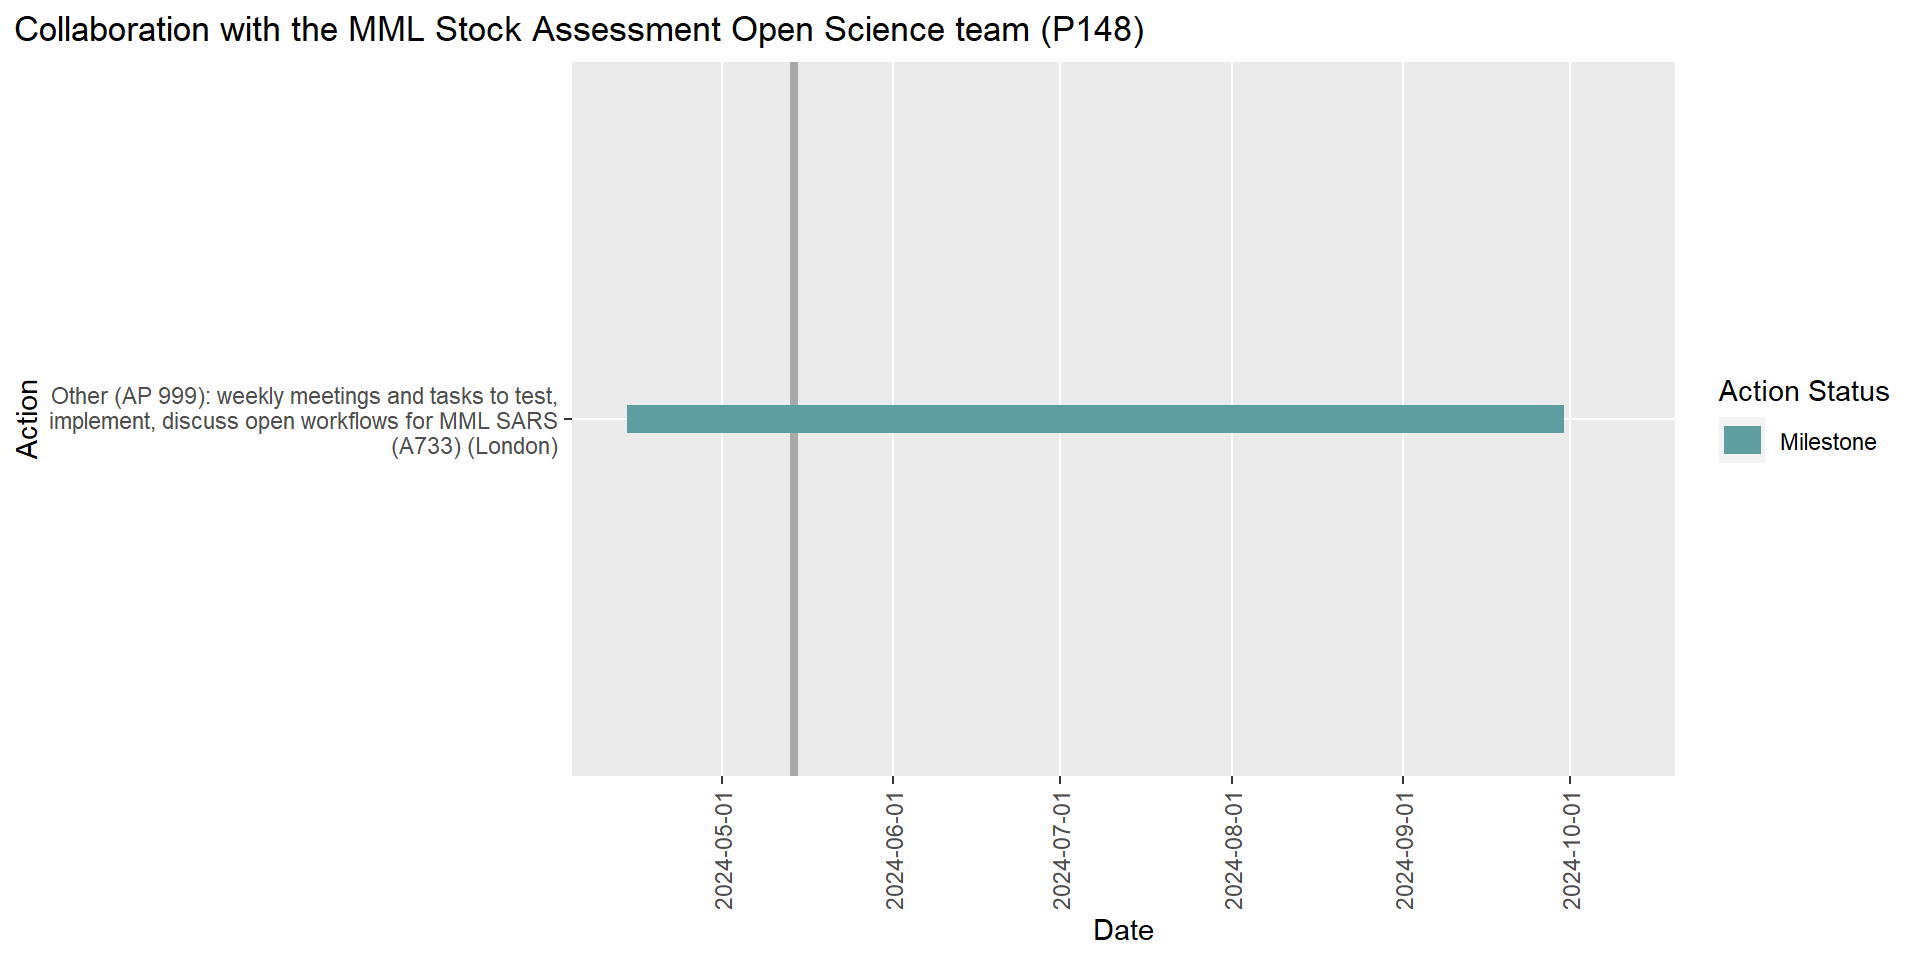 Collaboration with the MML Stock Assessment Open Science team (P148)
Action
Other (AP 999): weekly meetings and tasks to test,
implement, discuss open workflows for MML SARS
(A733) (London)
Action Status
Milestone
2024-05-01
2024-06-01
2024-07-01
2024-08-01
2024-09-01
2024-10-01
Date